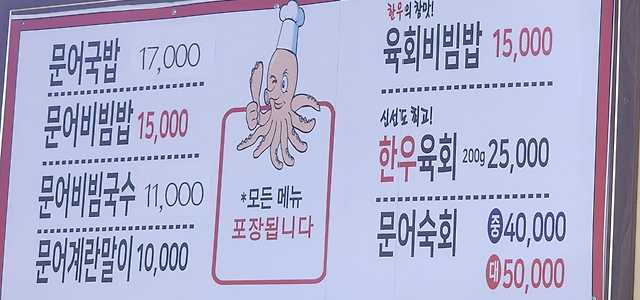 문어국밥 17,000
문어비빔밥 15,000
문어비빔국수 11,000
문어계란말이 10,000
*모든 메뉴
포장됩니다
한우의 참맛!
육회비빔밥 15,000
신선도 최고!
한우육회 200g 25,000
문어숙회 중 40,000
대 50,000